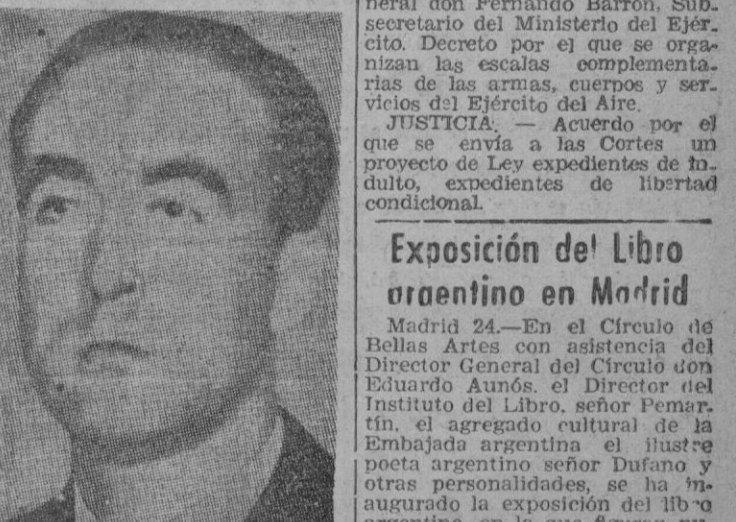 neral don Fernando Barrón, Sub-
secretario del Ministerio del Ejér-
cito. Decreto por el que se orga-
nizan las escalas complementa-
rias de las armas, cuerpos y ser-
vicios del Ejército del Aire.
JUSTICIA. — Acuerdo por el
que se envía a las Cortes un
proyecto de Ley expedientes de in-
dulto, expedientes de libertad
condicional.
Exposición del Libro
argentino en Madrid
Madrid 24.—En el Círculo de
Bellas Artes con asistencia del
Director General del Círculo don
Eduardo Aunós, el Director del
Instituto del Libro, señor Pemar-
tín, el agregado cultural de la
Embajada argentina el ilustre
poeta argentino señor Dufano y
otras personalidades, se ha in-
augurado la exposición del libro
argentino, en la que figuran